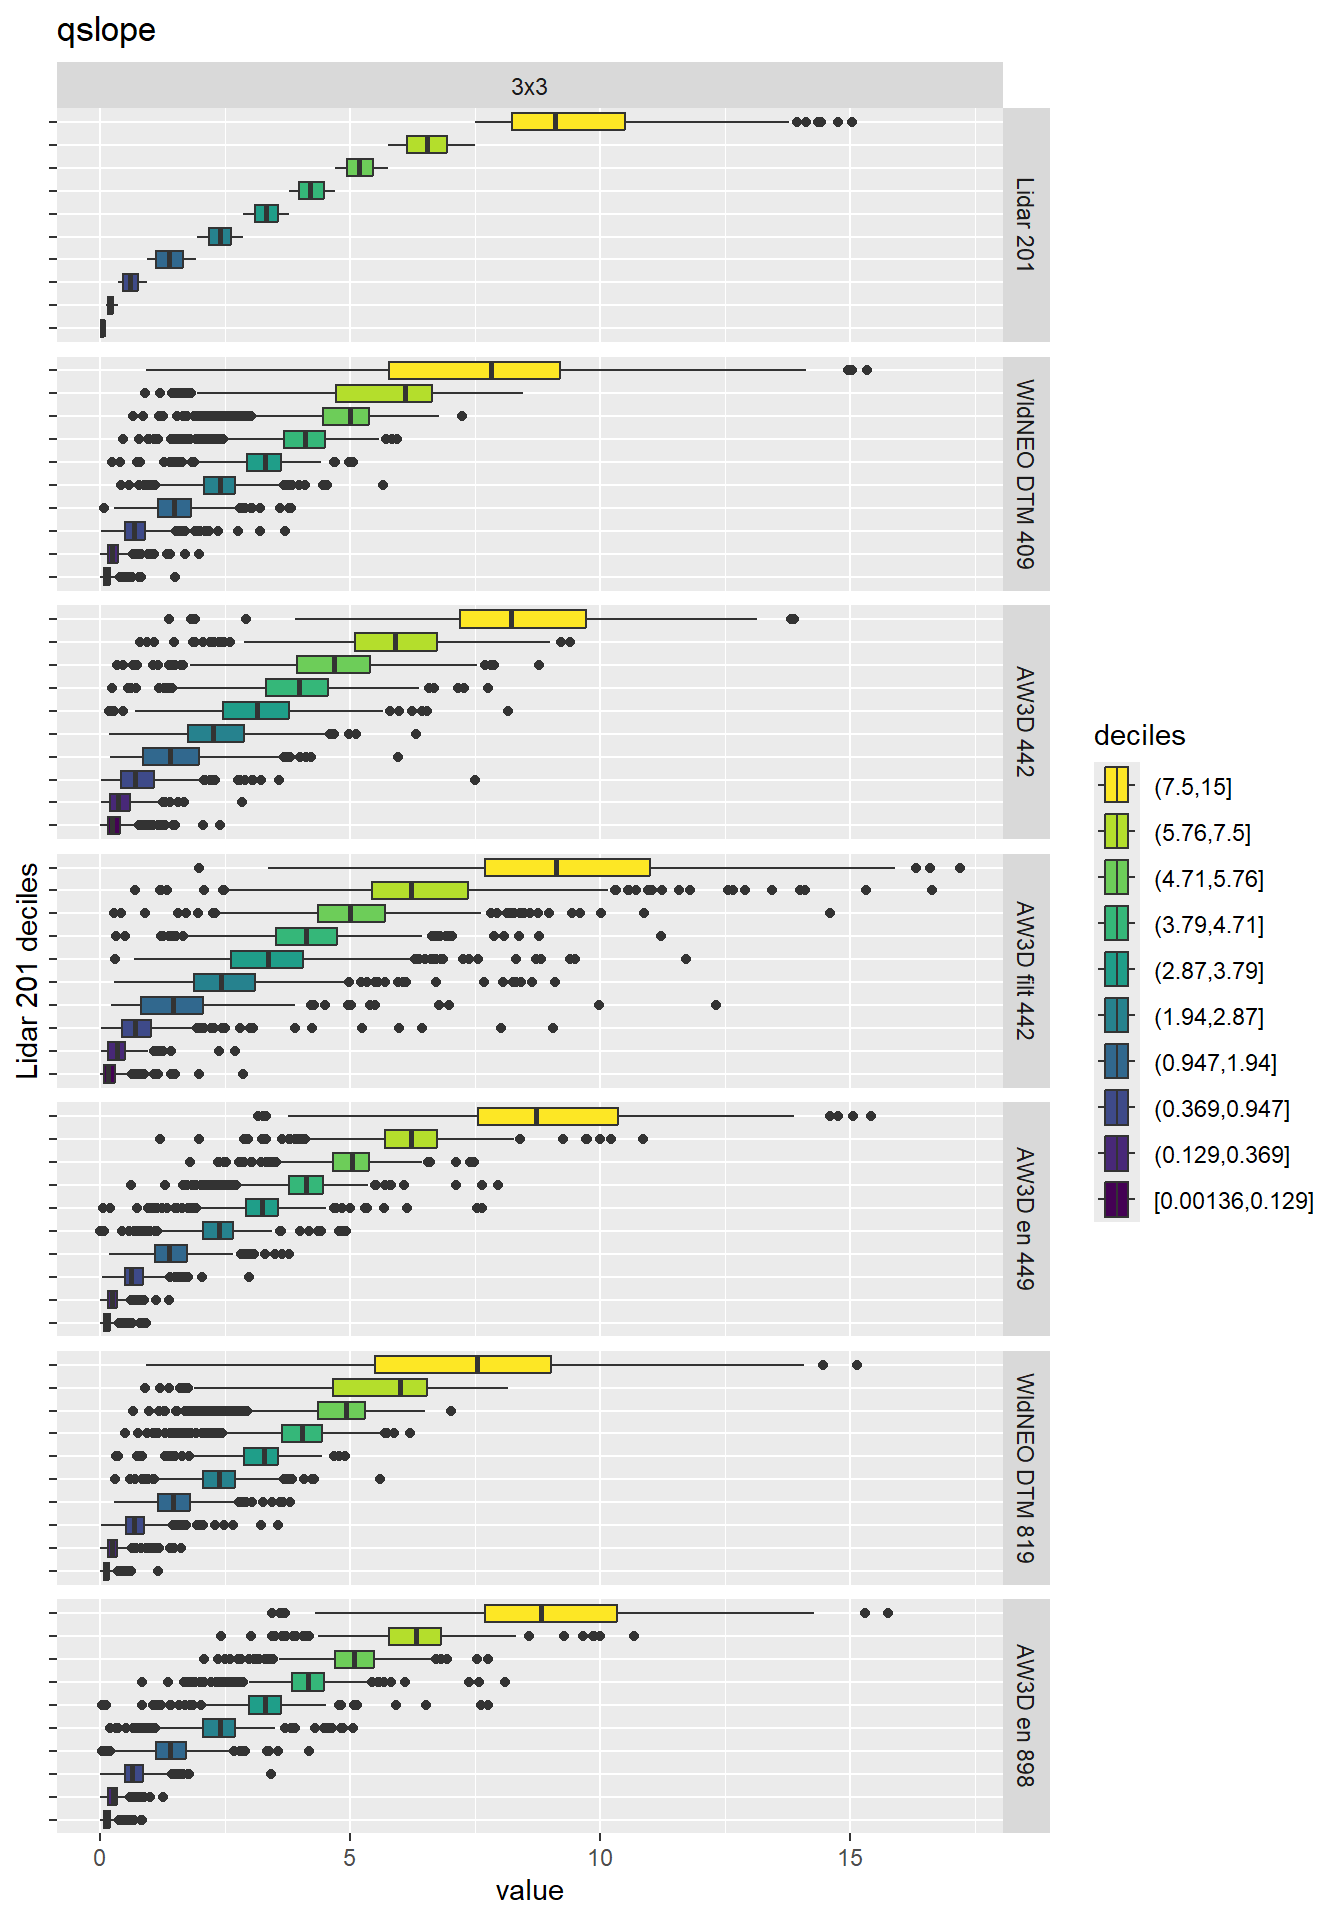 qslope
3x3
Lidar 201
WldNEO DTM 409
AW3D 442
AW3D filt 442
AW3D en 449
WldNEO DTM 819
AW3D en 898
Lidar 201 deciles
0 5 10 15
value
deciles
(7.5,15]
(5.76,7.5]
(4.71,5.76]
(3.79,4.71]
(2.87,3.79]
(1.94,2.87]
(0.947,1.94]
(0.369,0.947]
(0.129,0.369]
[0.00136,0.129]